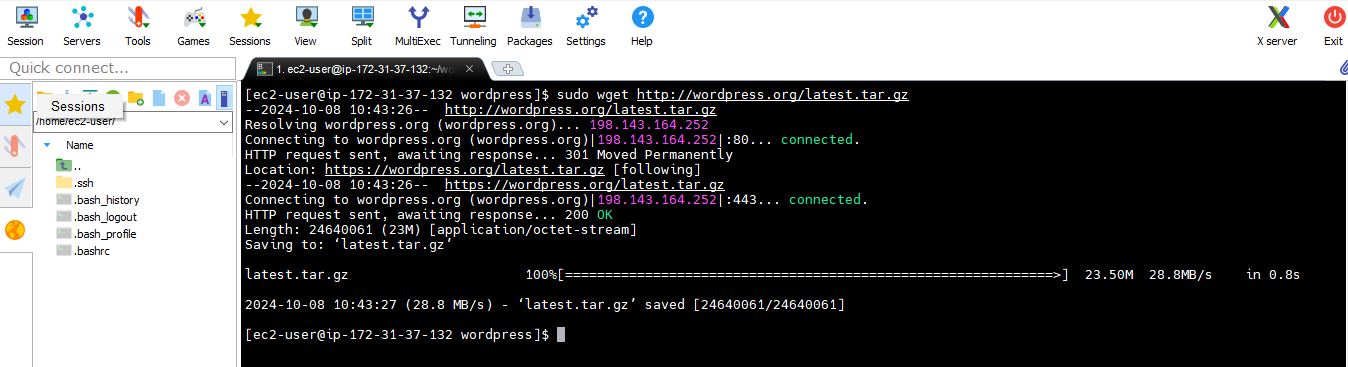 Session Servers Tools Games Sessions View Split MultiExec Tunneling Packages Settings Help X server Exit
Quick connect...
1. ec2-user@ip-172-31-37-132:~/wo
Sessions
/home/ec2-user/
Name
..
.ssh
.bash_history
.bash_logout
.bash_profile
.bashrc
[ec2-user@ip-172-31-37-132 wordpress]$ sudo wget http://wordpress.org/latest.tar.gz
--2024-10-08 10:43:26--  http://wordpress.org/latest.tar.gz
Resolving wordpress.org (wordpress.org)... 198.143.164.252
Connecting to wordpress.org (wordpress.org)|198.143.164.252|:80... connected.
HTTP request sent, awaiting response... 301 Moved Permanently
Location: https://wordpress.org/latest.tar.gz [following]
--2024-10-08 10:43:26--  https://wordpress.org/latest.tar.gz
Connecting to wordpress.org (wordpress.org)|198.143.164.252|:443... connected.
HTTP request sent, awaiting response... 200 OK
Length: 24640061 (23M) [application/octet-stream]
Saving to: ‘latest.tar.gz’
latest.tar.gz 100%[=============================================================>] 23.50M 28.8MB/s in 0.8s
2024-10-08 10:43:27 (28.8 MB/s) - ‘latest.tar.gz’ saved [24640061/24640061]
[ec2-user@ip-172-31-37-132 wordpress]$